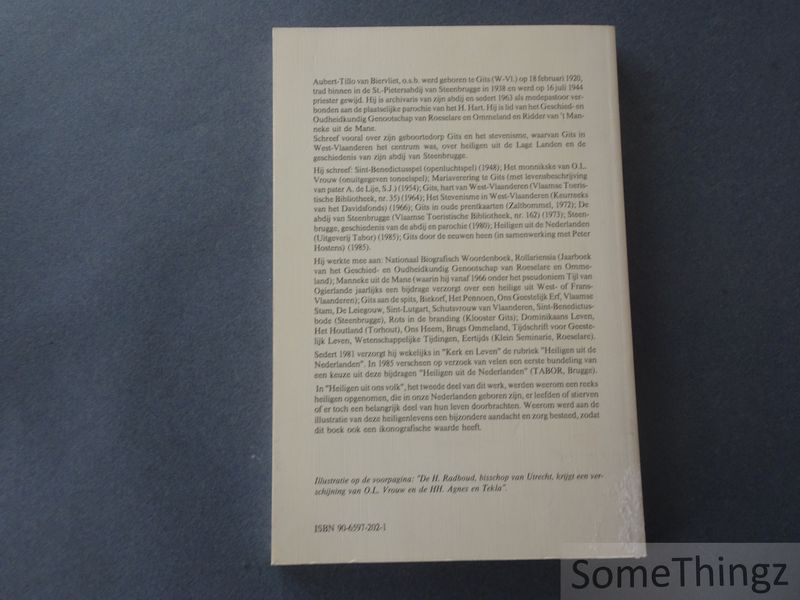 Aubert-Tillo van Biervliet, o.s.b. werd geboren te Gits (W-Vl.) op 18 februari 1920,
trad binnen in de St.-Pietersabdij van Steenbrugge in 1938 en werd op 16 juli 1944
priester gewijd. Hij is archivaris van zijn abdij en sedert 1963 als medepastoor ver-
bonden aan de plaatselijke parochie van het H. Hart. Hij is lid van het Geschied- en
Oudheidkundig Genootschap van Roeselare en Ommeland en Ridder van 't Man-
neke uit de Mane.
Schreef vooral over zijn geboortedorp Gits en het stevenisme, waarvan Gits in
West-Vlaanderen het centrum was, over heiligen uit de Lage Landen en de
geschiedenis van zijn abdij van Steenbrugge.
Hij schreef: Sint-Benedictusspel (openluchtspel) (1948); Het monnikske van O.L.
Vrouw (onuitgegeven toneelspel); Mariaverering te Gits (met levensbeschrijving
van pater A. de Lije, S.J.) (1954); Gits, hart van West-Vlaanderen (Vlaamse Toeris-
tische Bibliotheek, nr. 35) (1964); Het Stevenisme in West-Vlaanderen (Keurreeks
van het Davidsfonds) (1966); Gits in oude prentkaarten (Zaltbommel, 1972); De
abdij van Steenbrugge (Vlaamse Toeristische Bibliotheek, nr. 162) (1973); Steen-
brugge, geschiedenis van de abdij en parochie (1980); Heiligen uit de Nederlanden
(Uitgeverij Tabor) (1985); Gits door de eeuwen heen (in samenwerking met Peter
Hostens) (1985).
Hij werkte mee aan: Nationaal Biografisch Woordenboek, Rollariensia (Jaarboek
van het Geschied- en Oudheidkundig Genootschap van Roeselare en Omme-
land); Manneke uit de Mane (waarin hij vanaf 1966 onder het pseudoniem Tijl van
Ogierlande jaarlijks een bijdrage verzorgt over een heilige uit West- of Frans-
Vlaanderen); Gits aan de spits, Biekorf, Het Pennoen, Ons Geestelijk Erf, Vlaamse
Stam, De Leiegouw, Sint-Lutgart, Schutsvrouw van Vlaanderen, Sint-Benedictus-
bode (Steenbrugge), Rots in de branding (Klooster Gits); Dominikaans Leven,
Het Houtland (Torhout), Ons Heem, Brugs Ommeland, Tijdschrift voor Geeste-
lijk Leven, Wetenschappelijke Tijdingen, Eertijds (Klein Seminarie, Roeselare).
Sedert 1981 verzorgt hij wekelijks in "Kerk en Leven" de rubriek "Heiligen uit de
Nederlanden". In 1985 verscheen op verzoek van velen een eerste bundeling van
een keuze uit deze bijdragen "Heiligen uit de Nederlanden" (TABOR, Brugge).
In "Heiligen uit ons volk", het tweede deel van dit werk, werden weerom een reeks
heiligen opgenomen, die in onze Nederlanden geboren zijn, er leefden of stierven
of er toch een belangrijk deel van hun leven doorbrachten. Weerom werd aan de
illustratie van deze heiligenlevens een bijzondere aandacht en zorg besteed, zodat
dit boek ook een ikonografische waarde heeft.
Illustratie op de voorpagina: "De H. Radboud, bisschop van Utrecht, krijgt een ver-
schijning van O.L. Vrouw en de HH. Agnes en Tekla".
ISBN 90-6597-202-1
SomeThingz